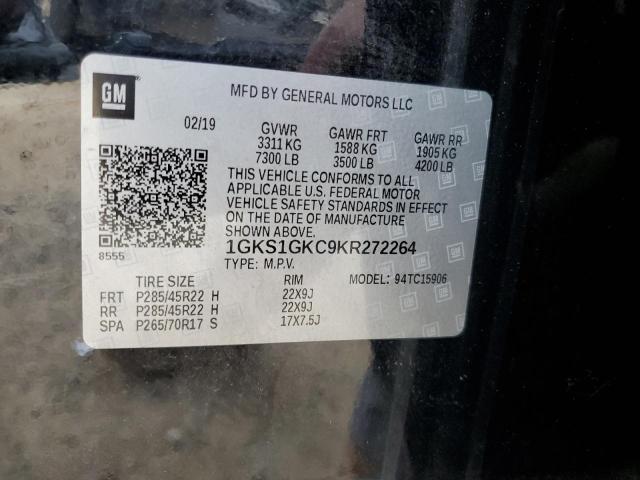 GM
MFD BY GENERAL MOTORS LLC
02/19 GVWR GAWR FRT GAWR RR
3311 KG 1588 KG 1905 KG
7300 LB 3500 LB 4200 LB
THIS VEHICLE CONFORMS TO ALL
APPLICABLE U.S. FEDERAL MOTOR
VEHICLE SAFETY STANDARDS IN EFFECT
ON THE DATE OF MANUFACTURE
SHOWN ABOVE.
1GKS1GKC9KR272264
8555
TYPE: M.P.V. MODEL: 94TC15906
TIRE SIZE RIM
FRT P285/45R22 H 22X9J
RR P285/45R22 H 22X9J
SPA P265/70R17 S 17X7.5J